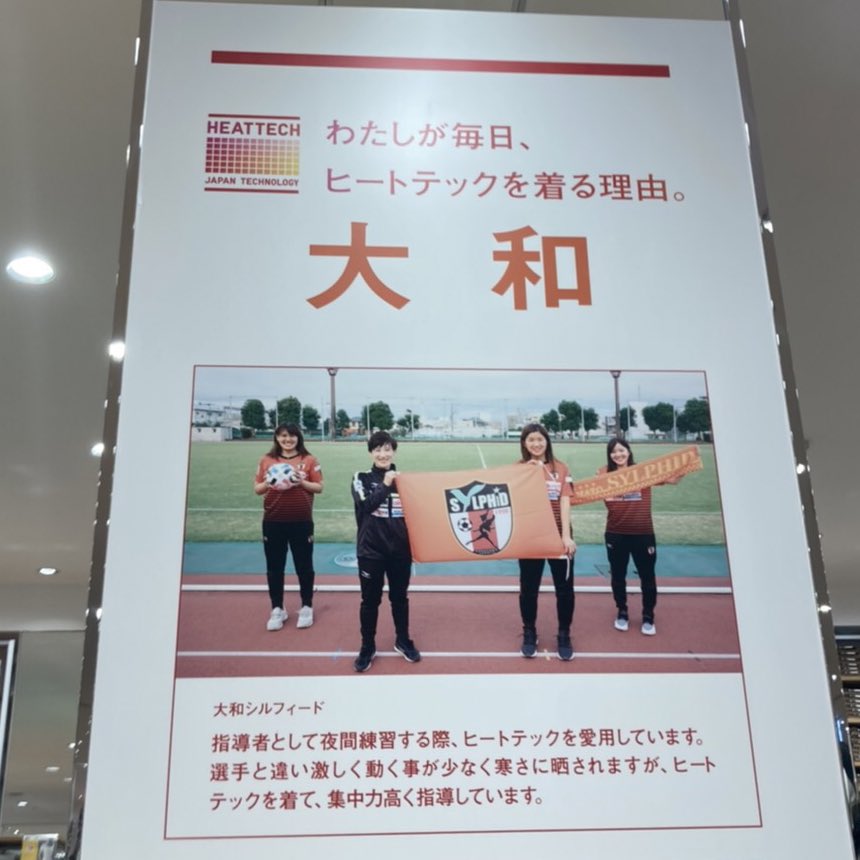 HEATTECH
JAPAN TECHNOLOGY
わたしが毎日、
ヒートテックを着る理由。
大和
SYLPHID
SYLPHID
大和シルフィード
指導者として夜間練習する際、ヒートテックを愛用しています。
選手と違い激しく動く事が少なく寒さに晒されますが、ヒート
テックを着て、集中力高く指導しています。